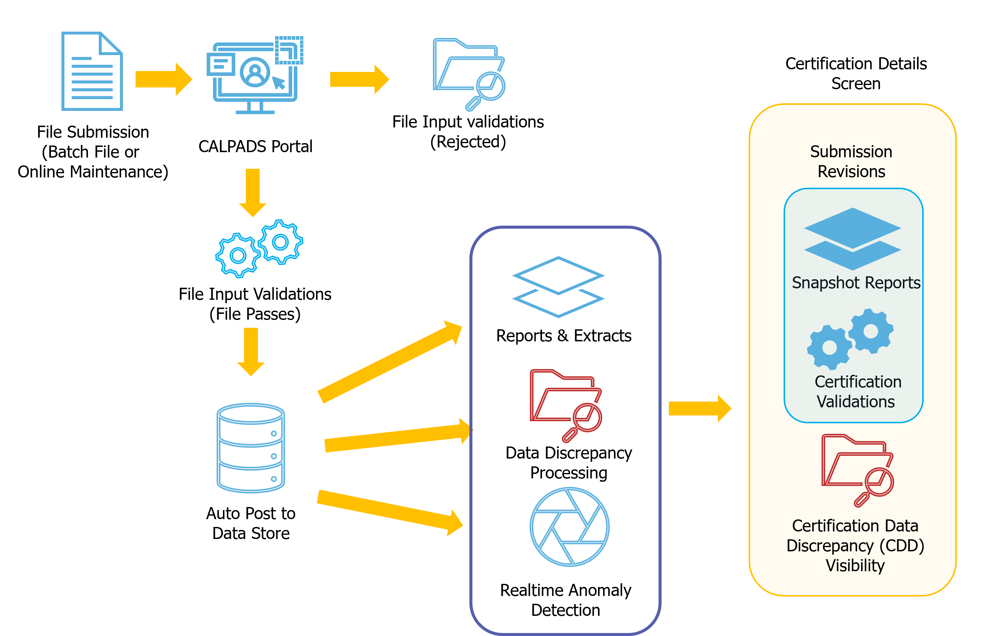 File Submission
(Batch File or
Online Maintenance)
CALPADS Portal
File Input validations
(Rejected)
File Input Validations
(File Passes)
Auto Post to
Data Store
Reports & Extracts
Data Discrepancy
Processing
Realtime Anomaly
Detection
Certification Details
Screen
Submission
Revisions
Snapshot Reports
Certification
Validations
Certification Data
Discrepancy (CDD)
Visibility